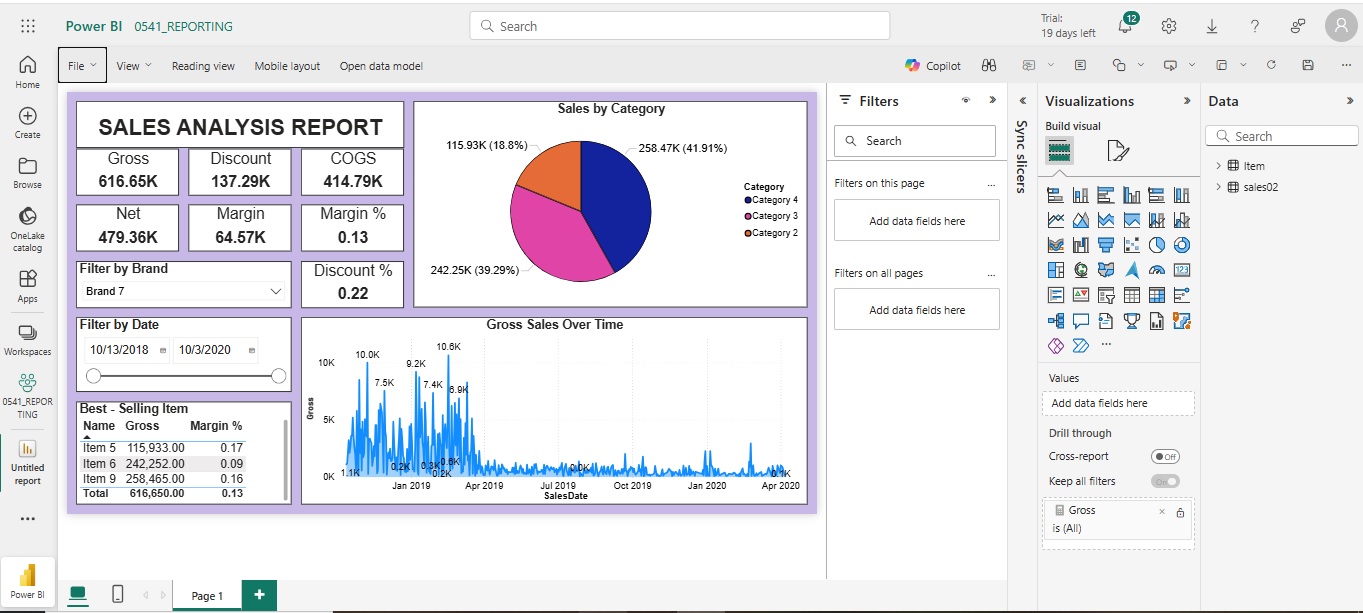 Power BI 0541_REPORTING
Search
Trial:
19 days left
12
File View Reading view Mobile layout Open data model
Copilot
Home
Create
Browse
OneLake
catalog
Apps
Workspaces
0541_REPOR
TING
Untitled
report
Power BI
SALES ANALYSIS REPORT
Gross
616.65K
Discount
137.29K
COGS
414.79K
Net
479.36K
Margin
64.57K
Margin %
0.13
Filter by Brand
Brand 7
Discount %
0.22
Sales by Category
115.93K (18.8%)
258.47K (41.91%)
242.25K (39.29%)
Category
Category 4
Category 3
Category 2
Filter by Date
10/13/2018 10/3/2020
Best - Selling Item
Name Gross Margin %
Item 5 115,933.00 0.17
Item 6 242,252.00 0.09
Item 9 258,465.00 0.16
Total 616,650.00 0.13
Gross Sales Over Time
Gross
10K
5K
0K
10.0K
7.5K
9.2K
7.4K
10.6K
6.9K
1.1K
0.2K
0.3K
0.2K
0.6K
0.0K
0.1K
Jan 2019 Apr 2019 Jul 2019 Oct 2019 Jan 2020 Apr 2020
SalesDate
Page 1
Filters
Search
Filters on this page ...
Add data fields here
Filters on all pages ...
Add data fields here
Sync slicers
Visualizations
Build visual
123
...
Values
Add data fields here
Drill through
Cross-report Off
Keep all filters On
Gross
is (All)
Data
Search
Item
sales02